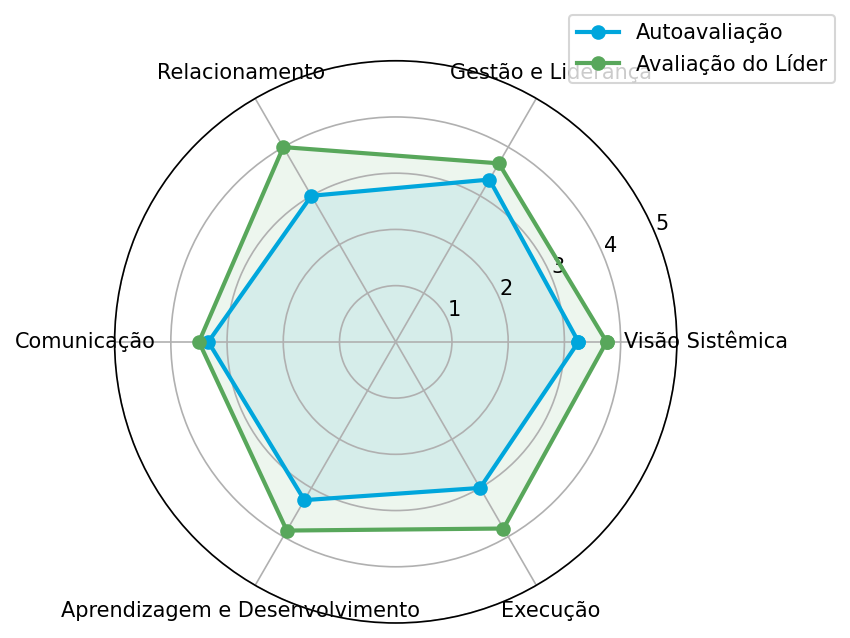 Autoavaliação
Avaliação do Líder
Relacionamento
Gestão e Liderança
5
4
3
2
1
Comunicação
Visão Sistêmica
Aprendizagem e Desenvolvimento
Execução